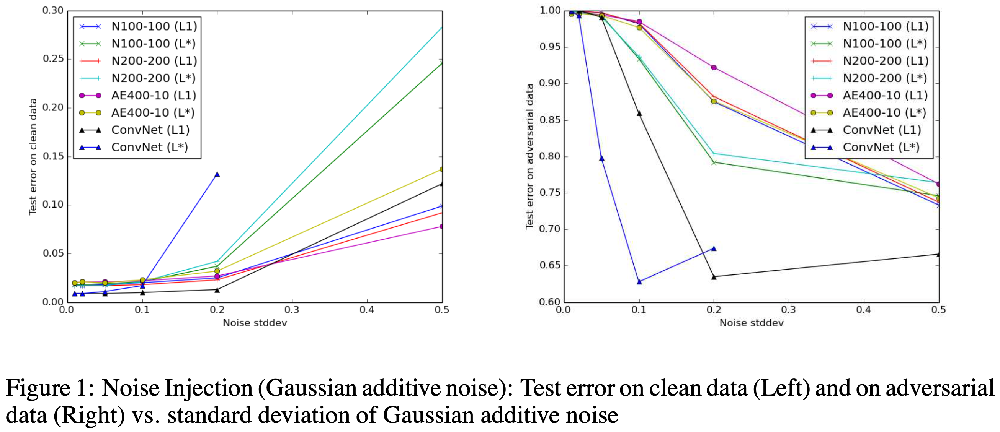 0.30
0.25
0.20
0.15
0.10
0.05
0.00
Test error on clean data
N100-100 (L1)
N100-100 (L*)
N200-200 (L1)
N200-200 (L*)
AE400-10 (L1)
AE400-10 (L*)
ConvNet (L1)
ConvNet (L*)
0.0 0.1 0.2 0.3 0.4 0.5
Noise stddev
1.00
0.95
0.90
0.85
0.80
0.75
0.70
0.65
0.60
Test error on adversarial data
N100-100 (L1)
N100-100 (L*)
N200-200 (L1)
N200-200 (L*)
AE400-10 (L1)
AE400-10 (L*)
ConvNet (L1)
ConvNet (L*)
0.0 0.1 0.2 0.3 0.4 0.5
Noise stddev
Figure 1: Noise Injection (Gaussian additive noise): Test error on clean data (Left) and on adversarial
data (Right) vs. standard deviation of Gaussian additive noise